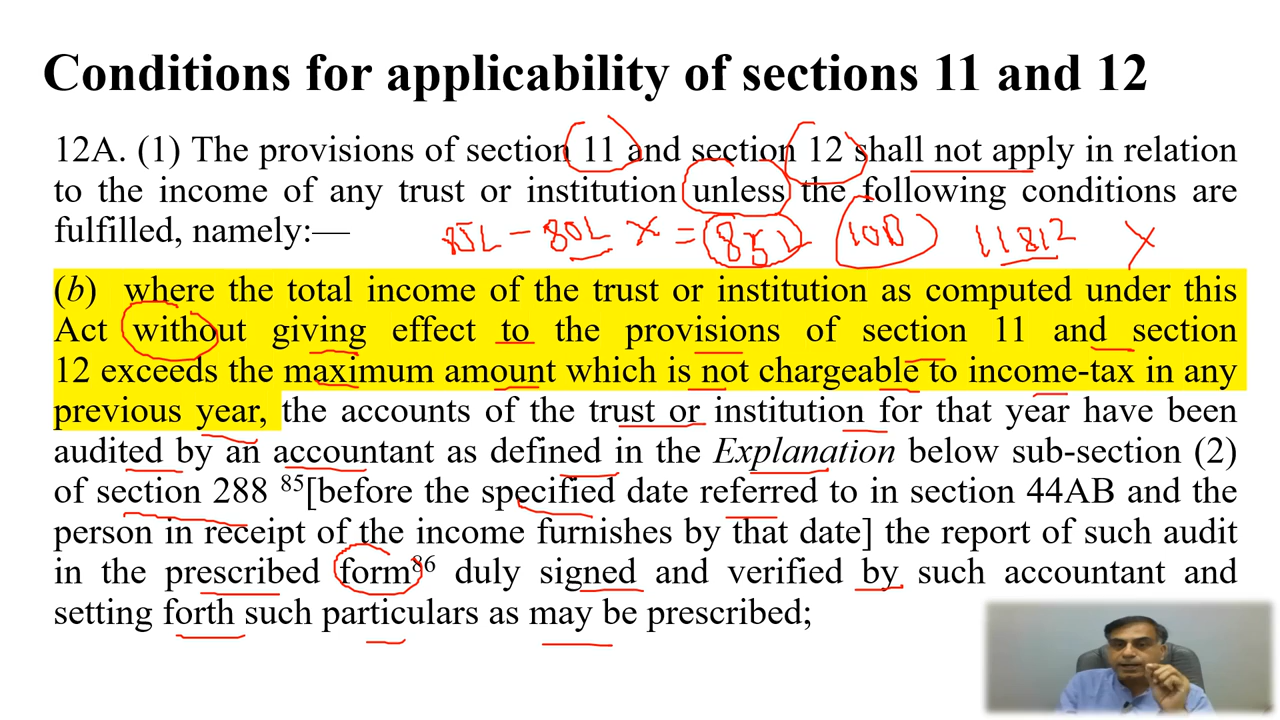 Conditions for applicability of sections 11 and 12
12A. (1) The provisions of section 11 and section 12 shall not apply in relation
to the income of any trust or institution unless the following conditions are
fulfilled, namely:—
85L – 80L X = 85L 10B 11&12 X
(b) where the total income of the trust or institution as computed under this
Act without giving effect to the provisions of section 11 and section
12 exceeds the maximum amount which is not chargeable to income-tax in any
previous year, the accounts of the trust or institution for that year have been
audited by an accountant as defined in the Explanation below sub-section (2)
of section 288 85[before the specified date referred to in section 44AB and the
person in receipt of the income furnishes by that date] the report of such audit
in the prescribed form86 duly signed and verified by such accountant and
setting forth such particulars as may be prescribed;